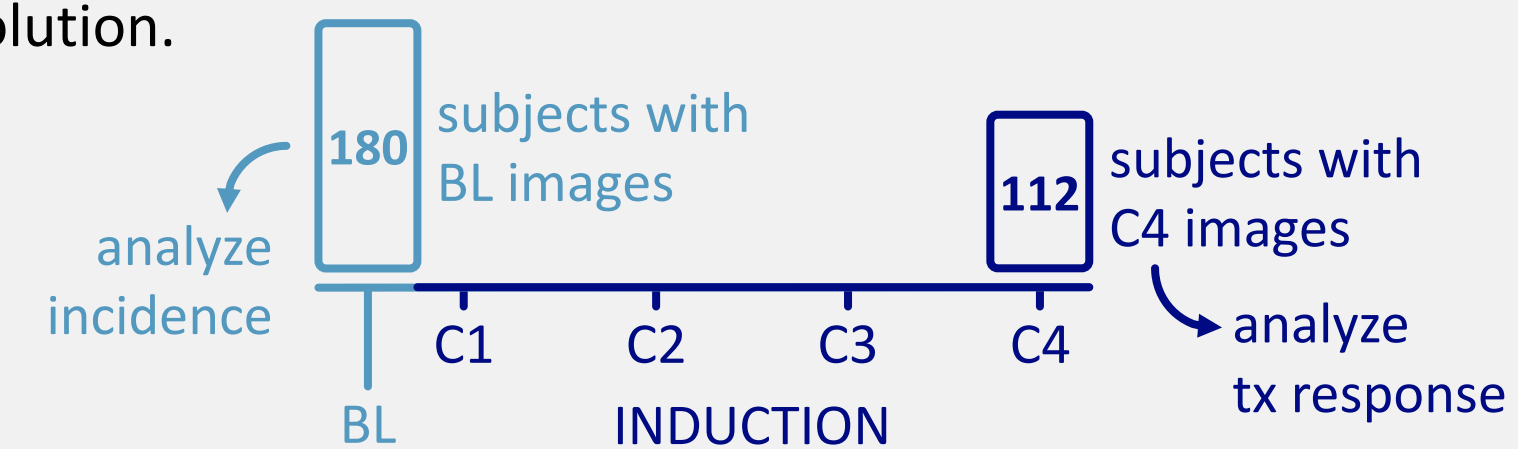 180
subjects with
BL images
analyze
incidence
112
subjects with
C4 images
analyze
tx response
C1 C2 C3 C4
BL INDUCTION